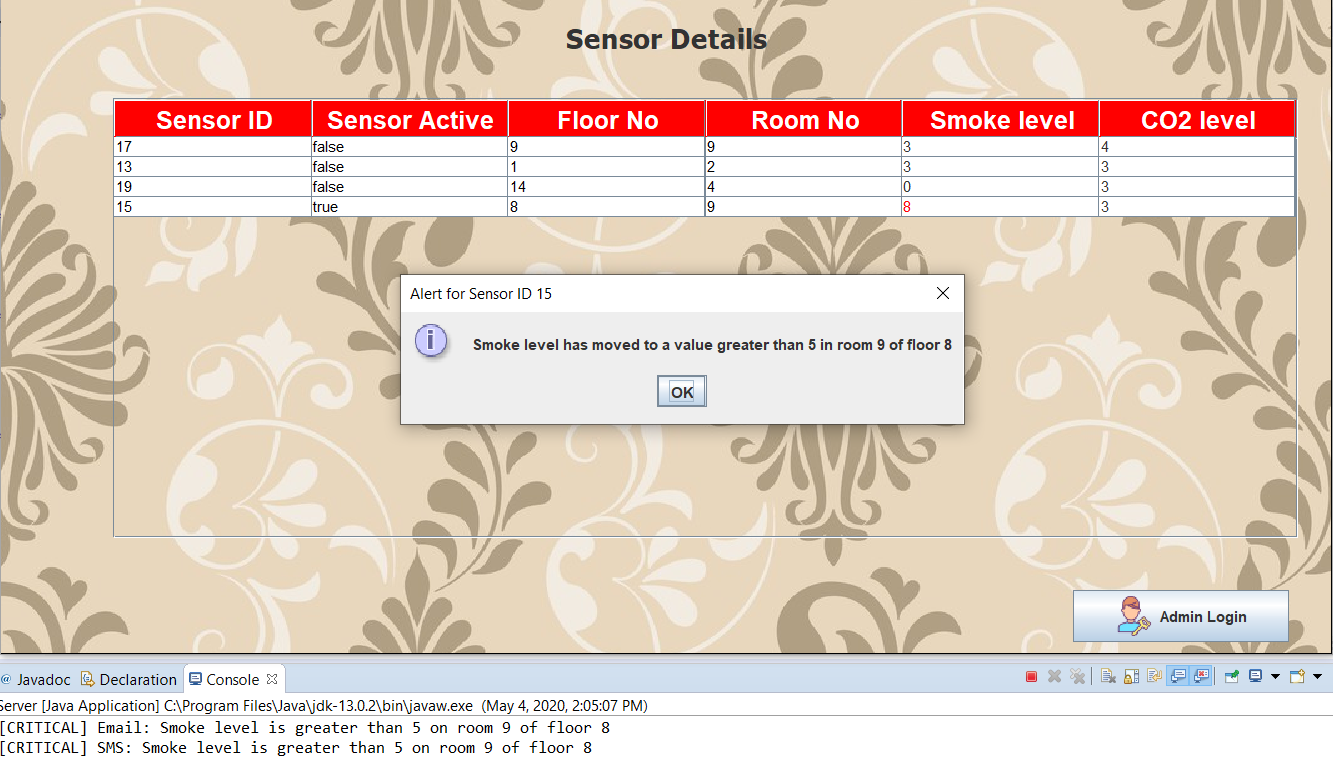 Sensor Details
Sensor ID Sensor Active Floor No Room No Smoke level CO2 level
17 false 9 9 3 4
13 false 1 2 3 3
19 false 14 4 0 3
15 true 8 9 8 3
Alert for Sensor ID 15
i Smoke level has moved to a value greater than 5 in room 9 of floor 8
OK
Admin Login
@ Javadoc Declaration Console
Server [Java Application] C:\Program Files\Java\jdk-13.0.2\bin\javaw.exe (May 4, 2020, 2:05:07 PM)
[CRITICAL] Email: Smoke level is greater than 5 on room 9 of floor 8
[CRITICAL] SMS: Smoke level is greater than 5 on room 9 of floor 8